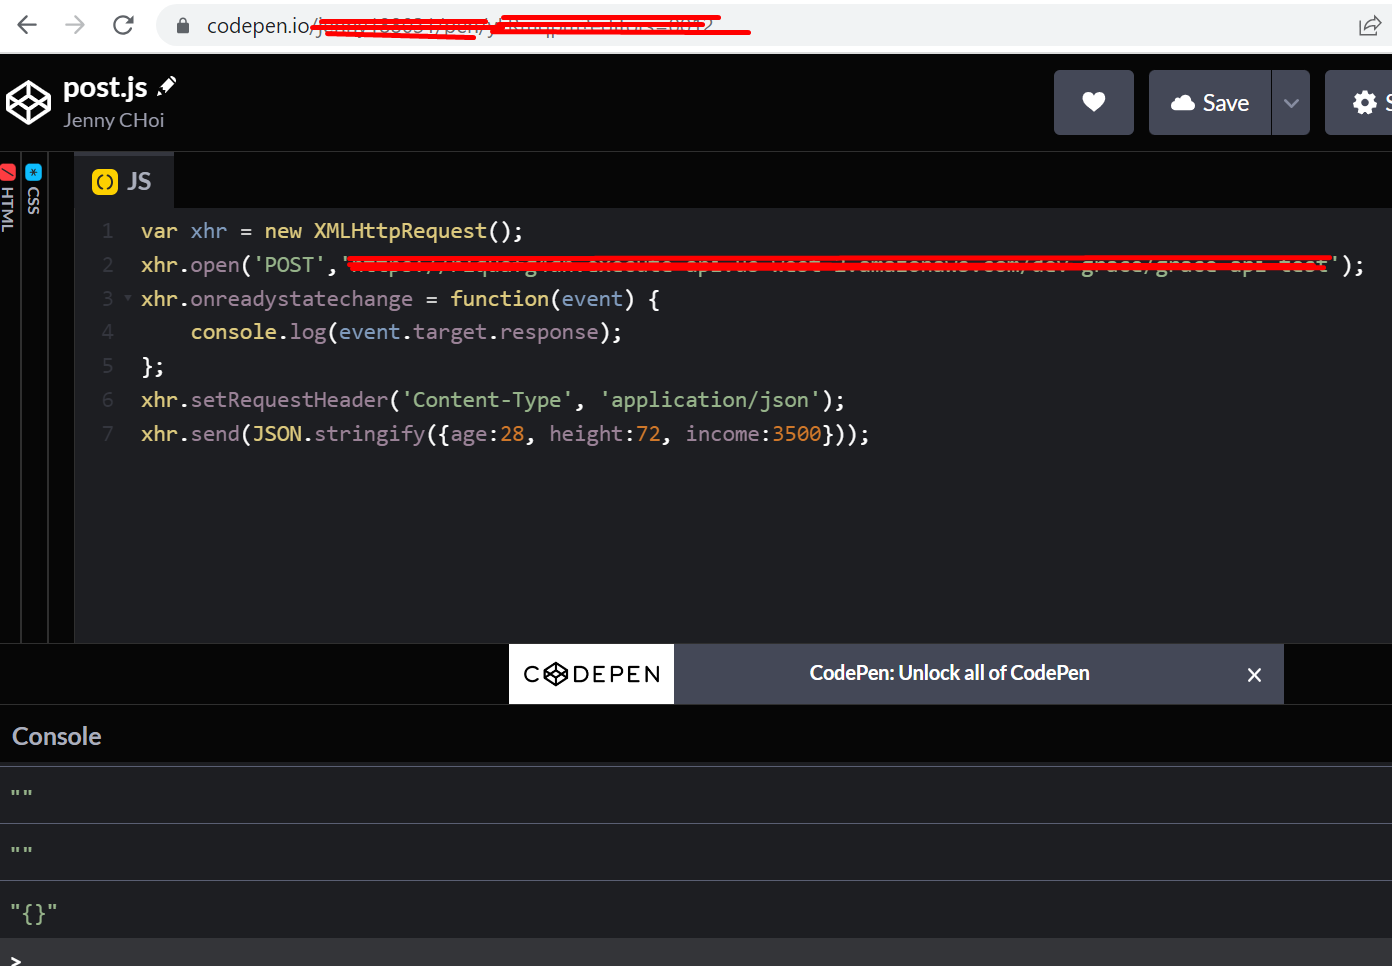 codepen.io/
post.js
Jenny CHoi
Save
S
HTML
CSS
JS
1 var xhr = new XMLHttpRequest();
2 xhr.open('POST','');
3 xhr.onreadystatechange = function(event) {
4 console.log(event.target.response);
5 };
6 xhr.setRequestHeader('Content-Type', 'application/json');
7 xhr.send(JSON.stringify({age:28, height:72, income:3500}));
CODEPEN
CodePen: Unlock all of CodePen
Console
""
""
"{}"
>